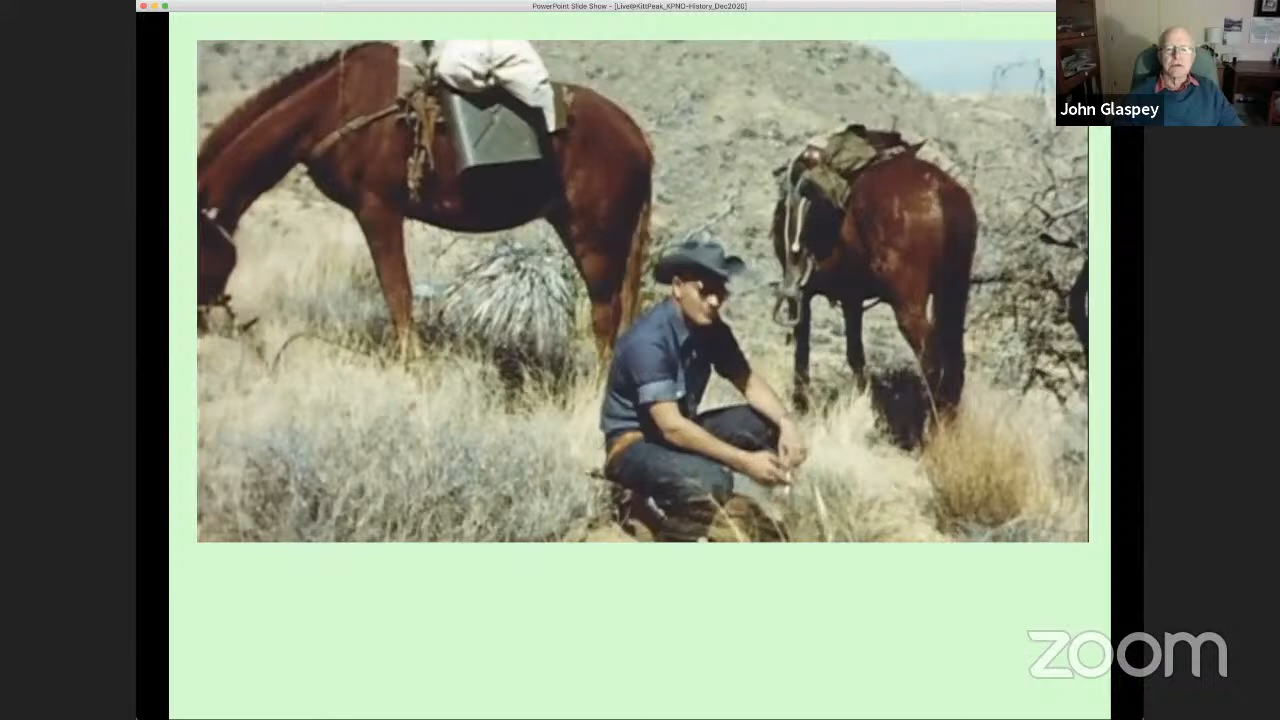 PowerPoint Slide Show - [Live@KittPeak_KPNO-History_Dec2020]
John Glaspey
zoom